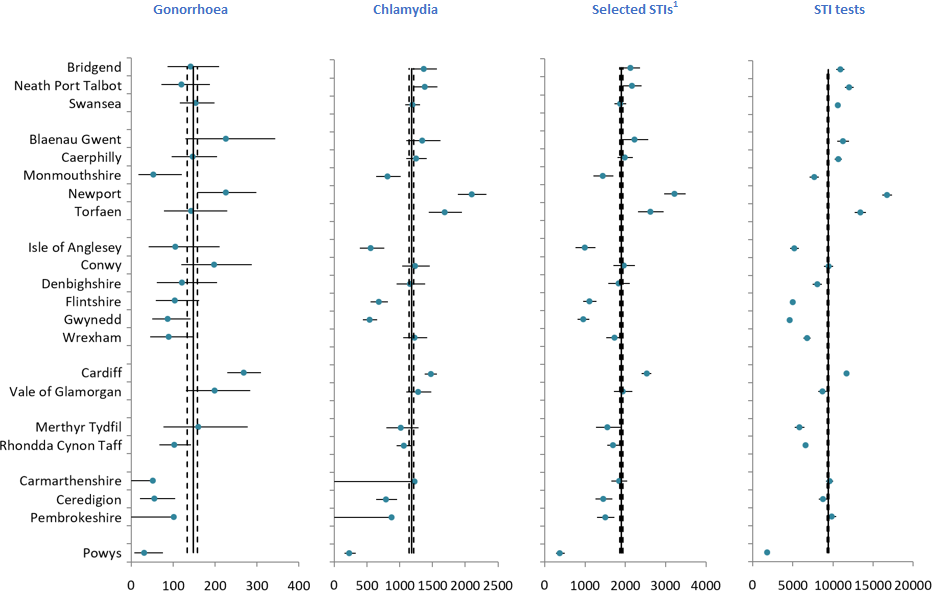 Gonorrhoea Chlamydia Selected STIs¹ STI tests
Bridgend
Neath Port Talbot
Swansea
Blaenau Gwent
Caerphilly
Monmouthshire
Newport
Torfaen
Isle of Anglesey
Conwy
Denbighshire
Flintshire
Gwynedd
Wrexham
Cardiff
Vale of Glamorgan
Merthyr Tydfil
Rhondda Cynon Taff
Carmarthenshire
Ceredigion
Pembrokeshire
Powys
0 100 200 300 400 0 500 1000 1500 2000 2500 0 1000 2000 3000 4000 0 5000 10000 15000 20000